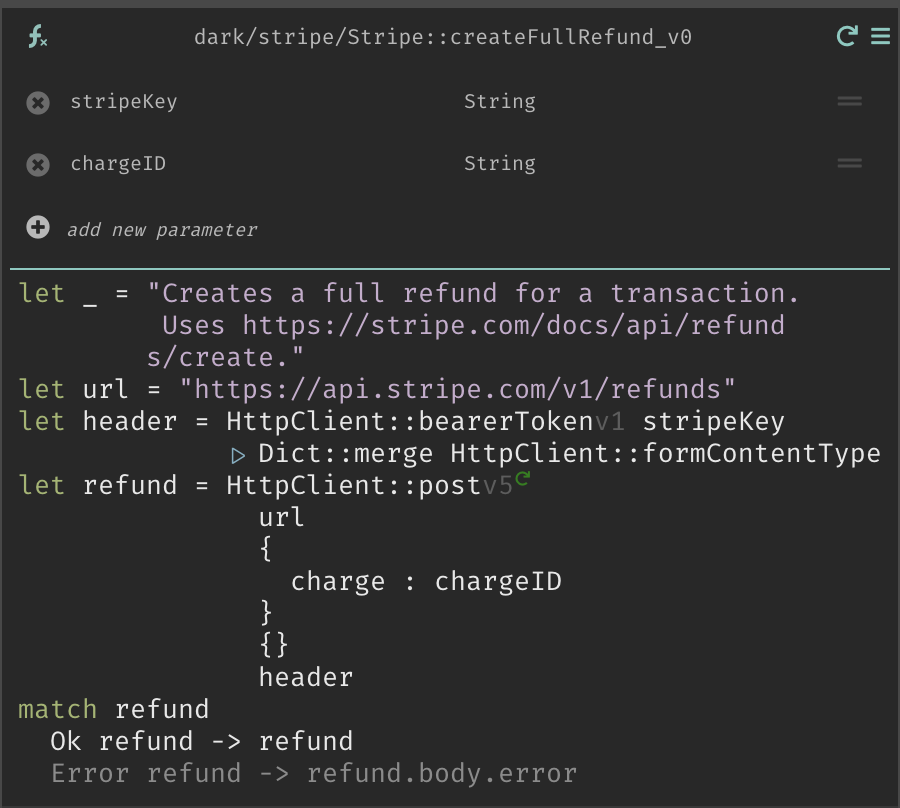 fx dark/stripe/Stripe::createFullRefund_v0
stripeKey String
chargeID String
add new parameter
let _ = "Creates a full refund for a transaction.
Uses https://stripe.com/docs/api/refund
s/create."
let url = "https://api.stripe.com/v1/refunds"
let header = HttpClient::bearerTokenv1 stripeKey
▷ Dict::merge HttpClient::formContentType
let refund = HttpClient::postv5
url
{
charge : chargeID
}
{}
header
match refund
Ok refund -> refund
Error refund -> refund.body.error